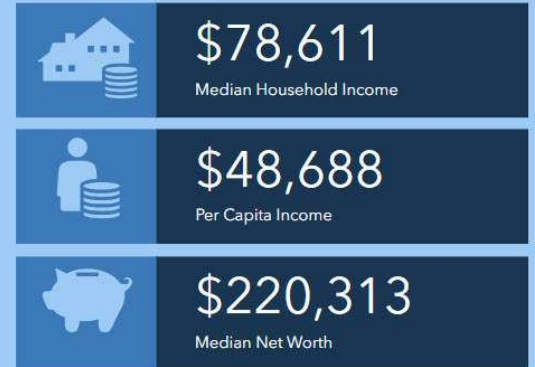 $78,611
Median Household Income
$48,688
Per Capita Income
$220,313
Median Net Worth